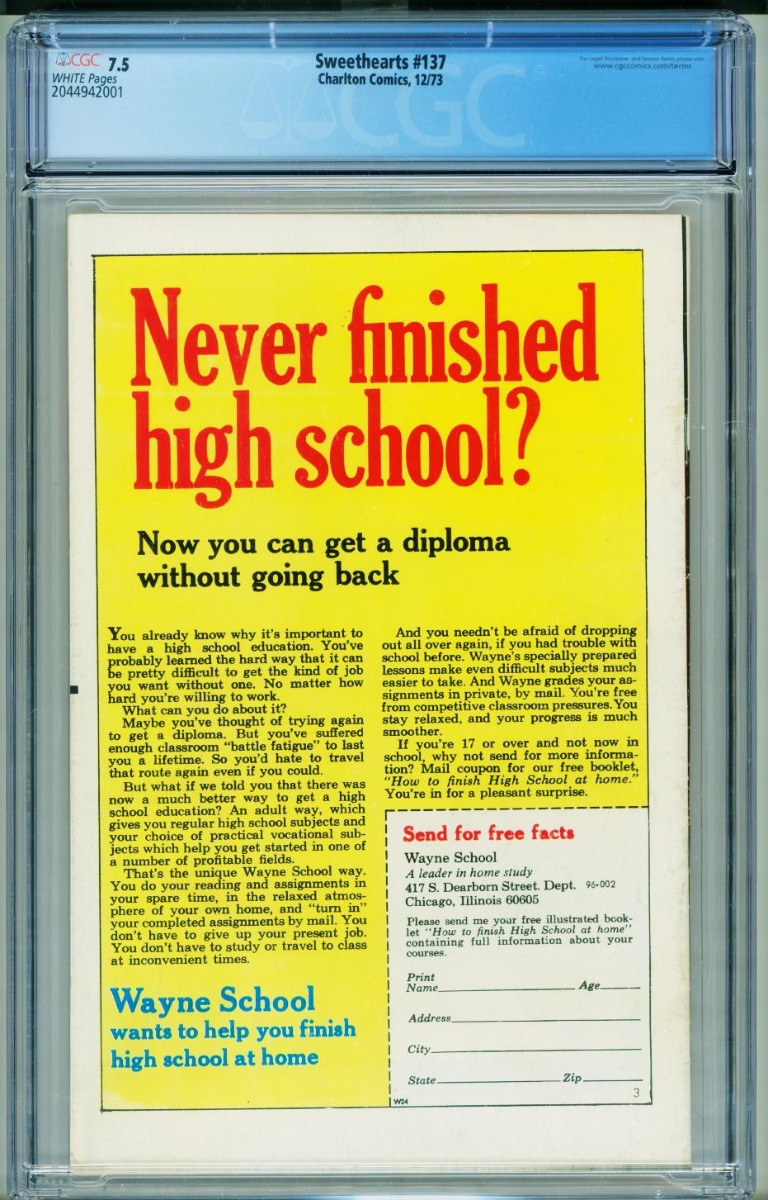 CGC 7.5
WHITE Pages
2044942001
Sweethearts #137
Charlton Comics, 12/73
For Legal Disclaimer and Service Terms please visit:
www.cgccomics.com/terms
CGC
Never finished
high school?
Now you can get a diploma
without going back
You already know why it's important to
have a high school education. You've
probably learned the hard way that it can
be pretty difficult to get the kind of job
you want without one. No matter how
hard you're willing to work.
What can you do about it?
Maybe you've thought of trying again
to get a diploma. But you've suffered
enough classroom "battle fatigue" to last
you a lifetime. So you'd hate to travel
that route again even if you could.
But what if we told you that there was
now a much better way to get a high
school education? An adult way, which
gives you regular high school subjects and
your choice of practical vocational sub-
jects which help you get started in one of
a number of profitable fields.
That's the unique Wayne School way.
You do your reading and assignments in
your spare time, in the relaxed atmos-
phere of your own home, and "turn in"
your completed assignments by mail. You
don't have to give up your present job.
You don't have to study or travel to class
at inconvenient times.
Wayne School
wants to help you finish
high school at home
And you needn't be afraid of dropping
out all over again, if you had trouble with
school before. Wayne's specially prepared
lessons make even difficult subjects much
easier to take. And Wayne grades your as-
signments in private, by mail. You're free
from competitive classroom pressures. You
stay relaxed, and your progress is much
smoother.
If you're 17 or over and not now in
school, why not send for more informa-
tion? Mail coupon for our free booklet,
"How to finish High School at home."
You're in for a pleasant surprise.
Send for free facts
Wayne School
A leader in home study
417 S. Dearborn Street. Dept. 96-002
Chicago, Illinois 60605
Please send me your free illustrated book-
let "How to finish High School at home"
containing full information about your
courses.
Print
Name Age
Address
City
State Zip
3
W24